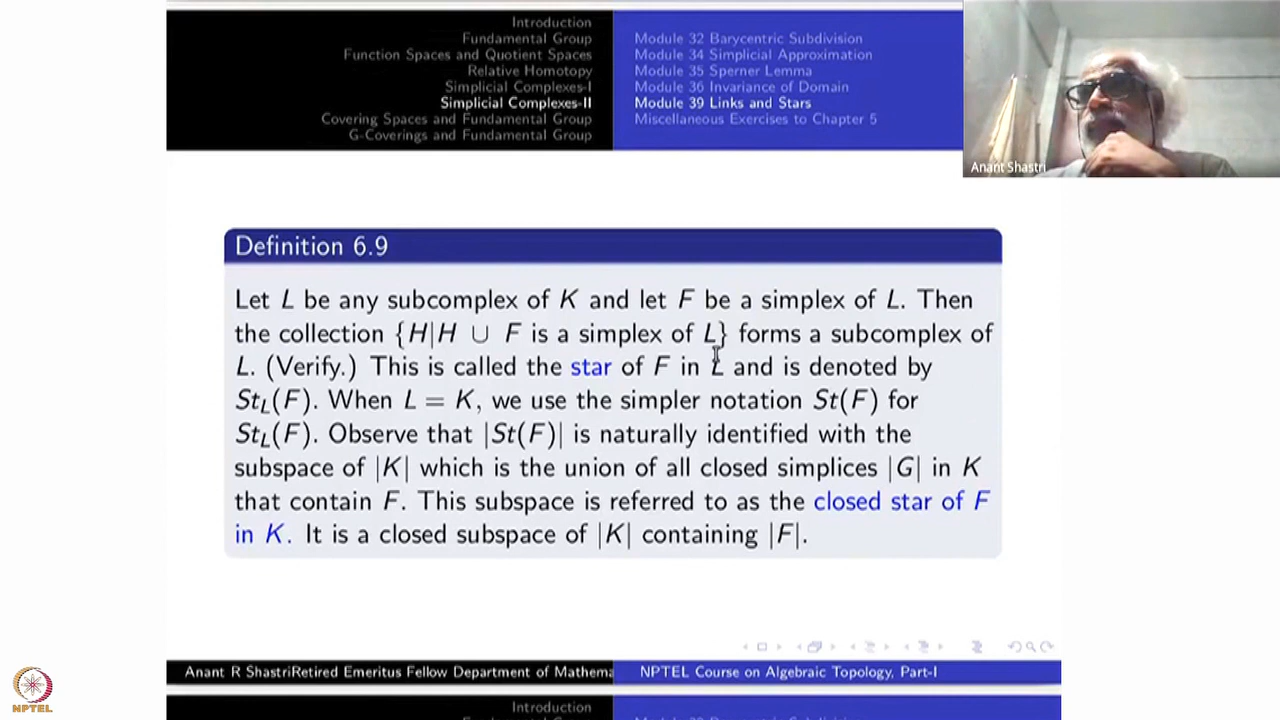 Introduction
Fundamental Group
Function Spaces and Quotient Spaces
Relative Homotopy
Simplicial Complexes-I
Simplicial Complexes-II
Covering Spaces and Fundamental Group
G-Coverings and Fundamental Group
Module 32 Barycentric Subdivision
Module 34 Simplicial Approximation
Module 35 Sperner Lemma
Module 36 Invariance of Domain
Module 39 Links and Stars
Miscellaneous Exercises to Chapter 5
Anant Shastri
Definition 6.9
Let L be any subcomplex of K and let F be a simplex of L. Then
the collection {H|H ∪ F is a simplex of L} forms a subcomplex of
L. (Verify.) This is called the star of F in L and is denoted by
St_L(F). When L = K, we use the simpler notation St(F) for
St_L(F). Observe that |St(F)| is naturally identified with the
subspace of |K| which is the union of all closed simplices |G| in K
that contain F. This subspace is referred to as the closed star of F
in K. It is a closed subspace of |K| containing |F|.
Anant R ShastriRetired Emeritus Fellow Department of Mathema
NPTEL Course on Algebraic Topology, Part-I
NPTEL
Introduction